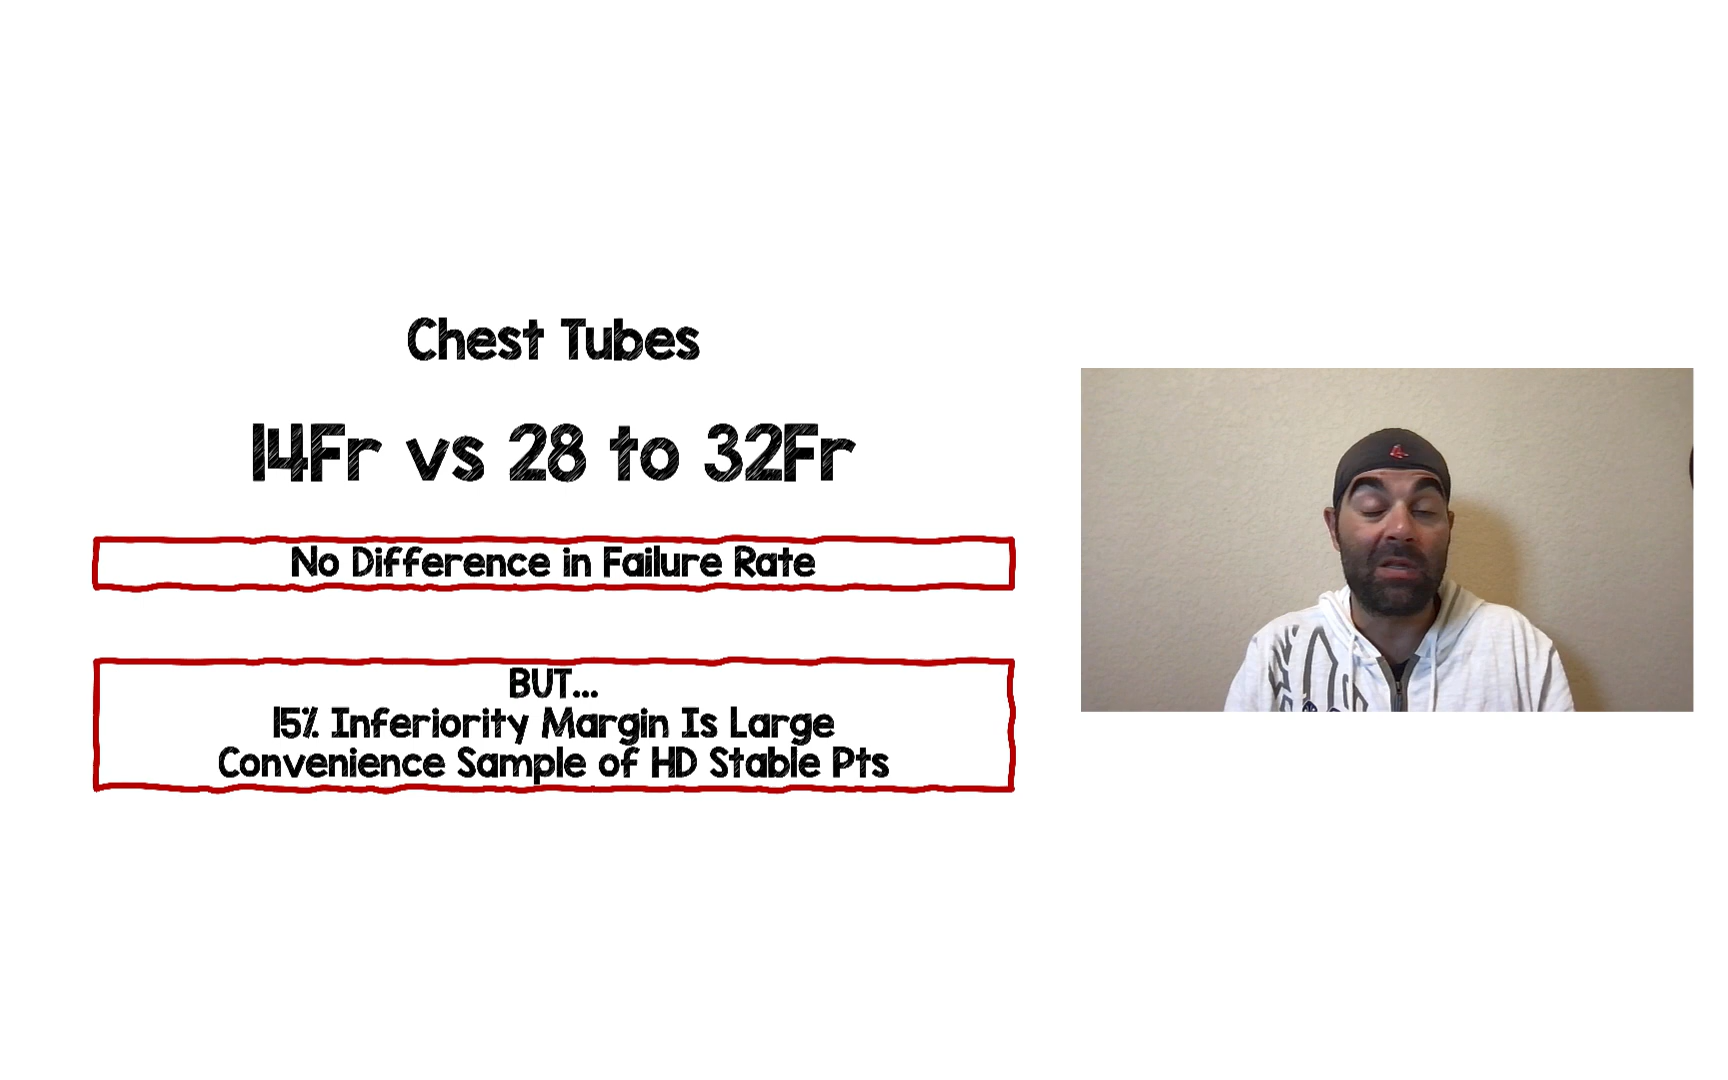 Chest Tubes
14Fr vs 28 to 32Fr
No Difference in Failure Rate
BUT...
15% Inferiority Margin Is Large
Convenience Sample of HD Stable Pts